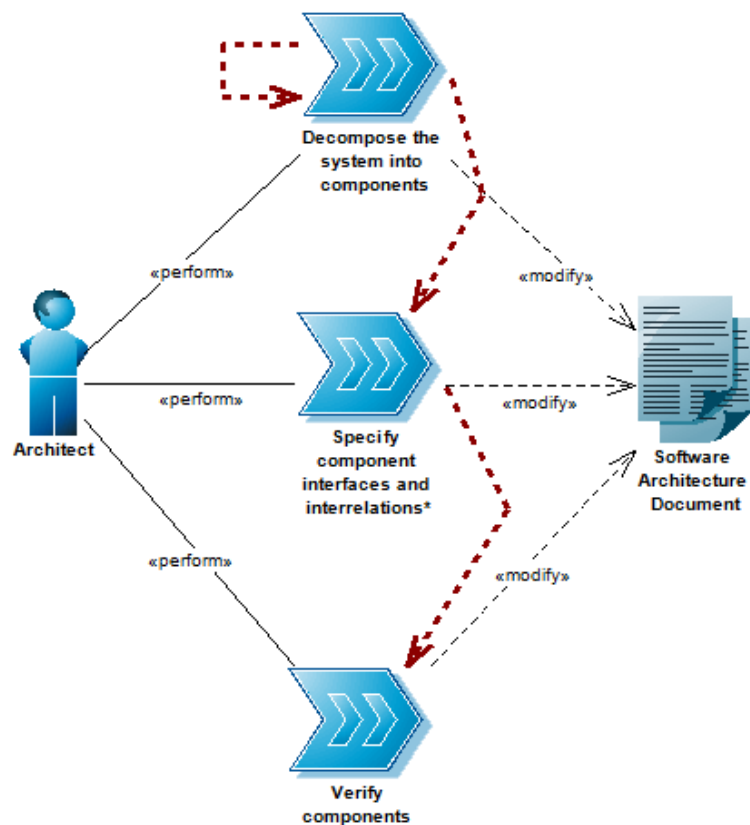 Decompose the
system into
components
«perform»
«modify»
Architect
«perform»
«modify»
Specify
component
interfaces and
interrelations*
Software
Architecture
Document
«perform»
«modify»
Verify
components